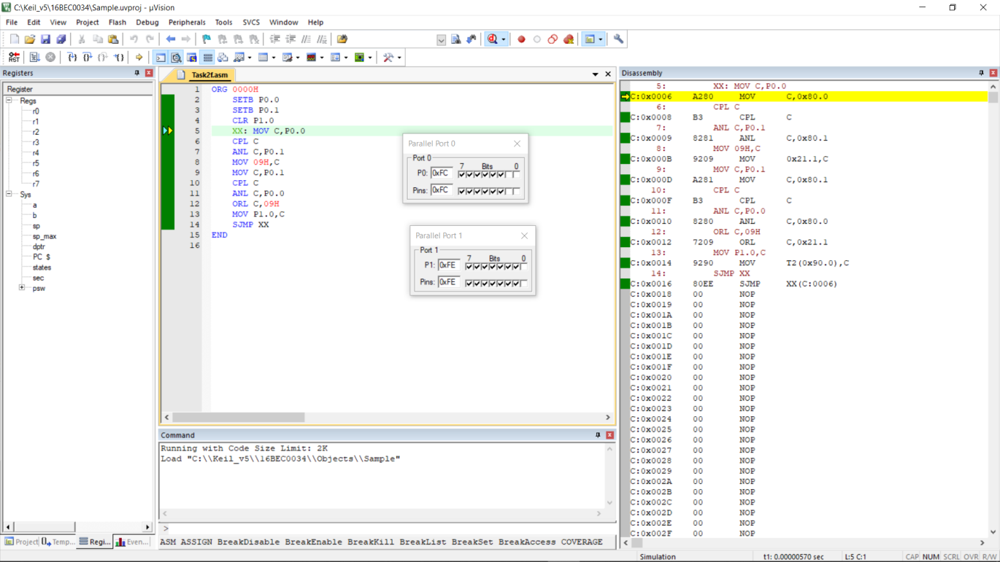 C:\Keil_v5\16BEC0034\Sample.uvproj - µVision
File Edit View Project Flash Debug Peripherals Tools SVCS Window Help
Registers
Register
Regs
r0
r1
r2
r3
r4
r5
r6
r7
Sys
a
b
sp
sp_max
dptr
PC $
states
sec
psw
Project Temp... Regi... Even...
Task2f.asm
1 ORG 0000H
2 SETB P0.0
3 SETB P0.1
4 CLR P1.0
5 XX: MOV C,P0.0
6 CPL C
7 ANL C,P0.1
8 MOV 09H,C
9 MOV C,P0.1
10 CPL C
11 ANL C,P0.0
12 ORL C,09H
13 MOV P1.0,C
14 SJMP XX
15 END
16
Parallel Port 0
Port 0
7 Bits 0
P0: 0xFC
Pins: 0xFC
Parallel Port 1
Port 1
7 Bits 0
P1: 0xFE
Pins: 0xFE
Command
Running with Code Size Limit: 2K
Load "C:\\Keil_v5\\16BEC0034\\Objects\\Sample"
>
ASM ASSIGN BreakDisable BreakEnable BreakKill BreakList BreakSet BreakAccess COVERAGE
Disassembly
5: XX: MOV C,P0.0
C:0x0006 A280 MOV C,0x80.0
6: CPL C
C:0x0008 B3 CPL C
7: ANL C,P0.1
C:0x0009 8281 ANL C,0x80.1
8: MOV 09H,C
C:0x000B 9209 MOV 0x21.1,C
9: MOV C,P0.1
C:0x000D A281 MOV C,0x80.1
10: CPL C
C:0x000F B3 CPL C
11: ANL C,P0.0
C:0x0010 8280 ANL C,0x80.0
12: ORL C,09H
C:0x0012 7209 ORL C,0x21.1
13: MOV P1.0,C
C:0x0014 9290 MOV T2(0x90.0),C
14: SJMP XX
C:0x0016 80EE SJMP XX(C:0006)
C:0x0018 00 NOP
C:0x0019 00 NOP
C:0x001A 00 NOP
C:0x001B 00 NOP
C:0x001C 00 NOP
C:0x001D 00 NOP
C:0x001E 00 NOP
C:0x001F 00 NOP
C:0x0020 00 NOP
C:0x0021 00 NOP
C:0x0022 00 NOP
C:0x0023 00 NOP
C:0x0024 00 NOP
C:0x0025 00 NOP
C:0x0026 00 NOP
C:0x0027 00 NOP
C:0x0028 00 NOP
C:0x0029 00 NOP
C:0x002A 00 NOP
C:0x002B 00 NOP
C:0x002C 00 NOP
C:0x002D 00 NOP
C:0x002E 00 NOP
C:0x002F 00 NOP
Simulation t1: 0.00000570 sec L:5 C:1 CAP NUM SCRL OVR R/W